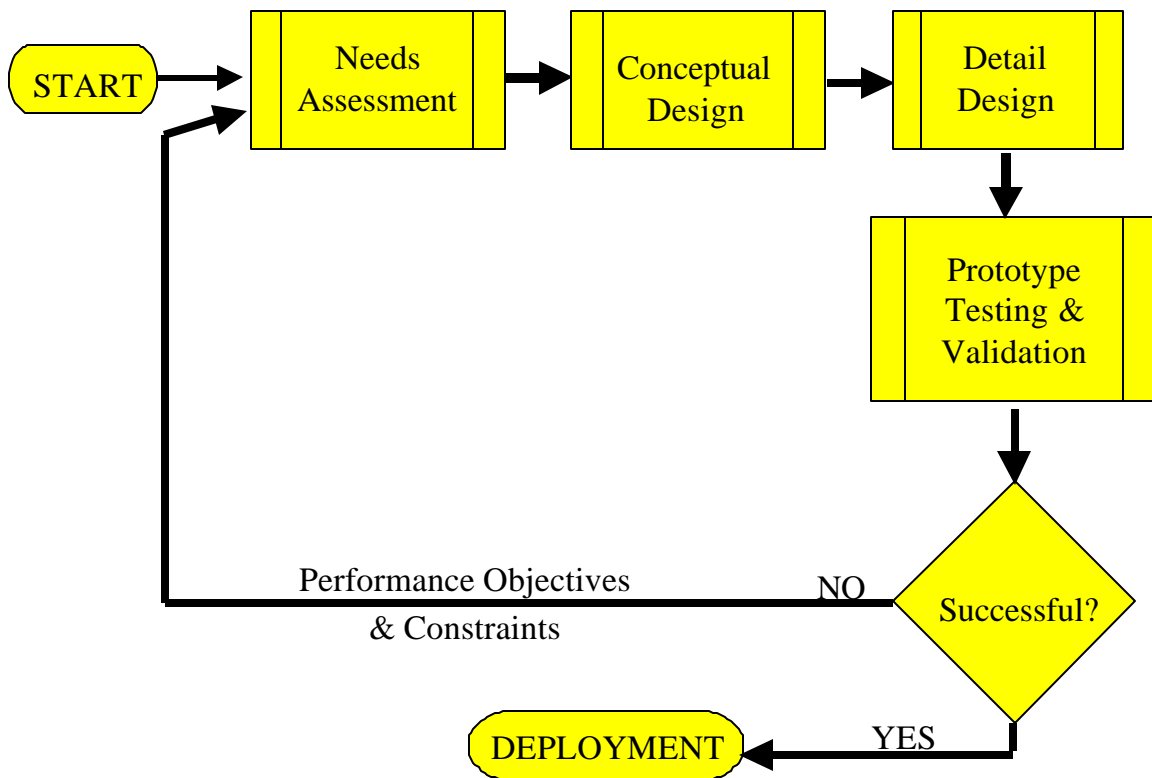 START
Needs
Assessment
Conceptual
Design
Detail
Design
Prototype
Testing &
Validation
Successful?
NO
Performance Objectives
& Constraints
YES
DEPLOYMENT